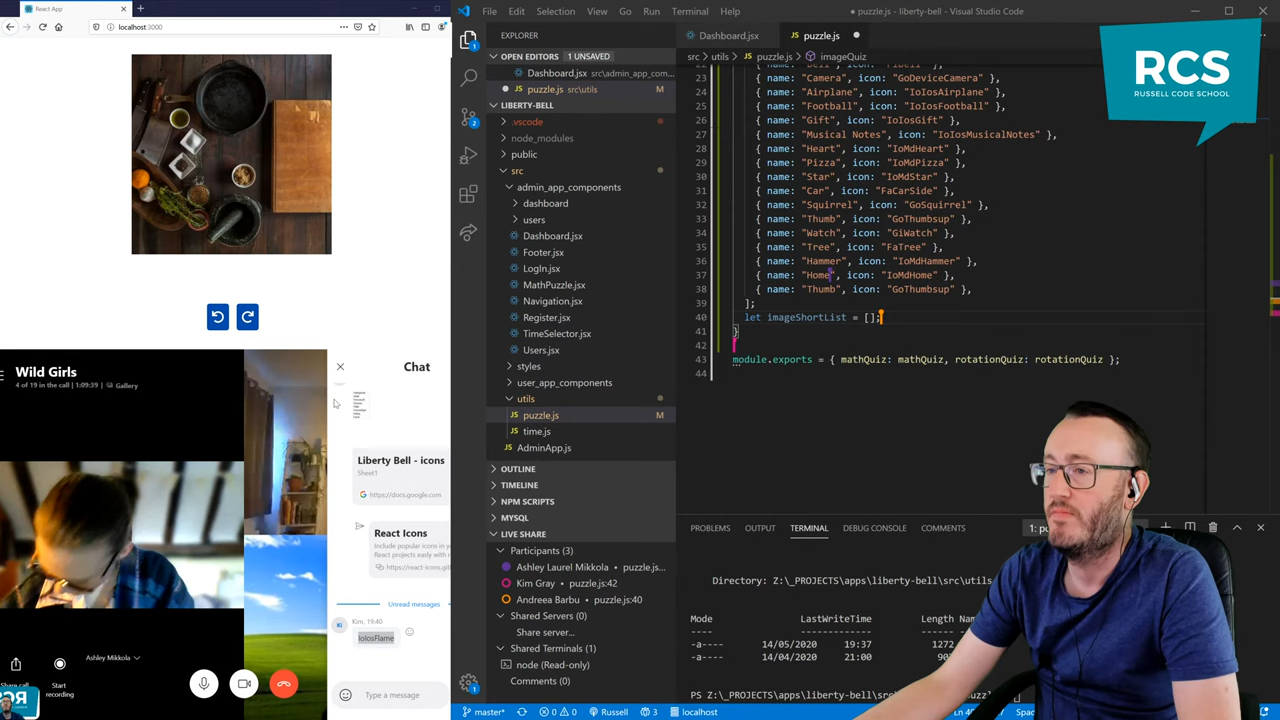 React App
localhost:3000
File Edit Selection View Go Run Terminal Help
● puzzle.js - liberty-bell - Visual Studio Code
RCS
RUSSELL CODE SCHOOL
EXPLORER
OPEN EDITORS 1 UNSAVED
Dashboard.jsx src\admin_app_com...
puzzle.js src\utils M
LIBERTY-BELL
.vscode
node_modules
public
src
admin_app_components
dashboard
users
Dashboard.jsx
Footer.jsx
LogIn.jsx
MathPuzzle.jsx
Navigation.jsx
Register.jsx
TimeSelector.jsx
Users.jsx
styles
user_app_components
utils
puzzle.js M
time.js
AdminApp.js
OUTLINE
TIMELINE
NPM SCRIPTS
MYSQL
LIVE SHARE
Participants (3)
Ashley Laurel Mikkola • puzzle.js...
Kim Gray • puzzle.js:42
Andreea Barbu • puzzle.js:40
Shared Servers (0)
Share server...
Shared Terminals (1)
node (Read-only)
Comments (0)
Dashboard.jsx puzzle.js
src > utils > puzzle.js > imageQuiz
23 { name: "Camera", icon: "GoDeviceCamera" },
24 { name: "Airplane", icon: "IoIosAirplane" },
25 { name: "Football", icon: "IoIosFootball" },
26 { name: "Gift", icon: "IoIosGift" },
27 { name: "Musical Notes", icon: "IoIosMusicalNotes" },
28 { name: "Heart", icon: "IoMdHeart" },
29 { name: "Pizza", icon: "IoMdPizza" },
30 { name: "Star", icon: "IoMdStar" },
31 { name: "Car", icon: "FaCarSide" },
32 { name: "Squirrel", icon: "GoSquirrel" },
33 { name: "Thumb", icon: "GoThumbsup" },
34 { name: "Watch", icon: "GiWatch" },
35 { name: "Tree", icon: "FaTree" },
36 { name: "Hammer", icon: "IoMdHammer" },
37 { name: "Home", icon: "IoMdHome" },
38 { name: "Thumb", icon: "GoThumbsup" },
39 ];
40 let imageShortList = [];
41 }
42
43 module.exports = { mathQuiz: mathQuiz, rotationQuiz: rotationQuiz };
44
PROBLEMS OUTPUT TERMINAL DEBUG CONSOLE COMMENTS
Directory: Z:\_PROJECTS\apps\liberty-bell\src\utils
Mode LastWriteTime Length
-a---- 14/05/2020 19:37 1272
-a---- 14/04/2020 21:00
PS Z:\_PROJECTS\apps\liberty-bell\src
master* 0 0 Russell 3 localhost
Wild Girls
4 of 19 in the call | 1:09:39 | Gallery
Ashley Mikkola
Start
recording
Chat
Liberty Bell - icons
Sheet1
https://docs.google.com
React Icons
Include popular icons in y
React projects easly with r
https://react-icons.git
Unread messages
Kim, 19:40
Ki
IoIosFlame
Type a message